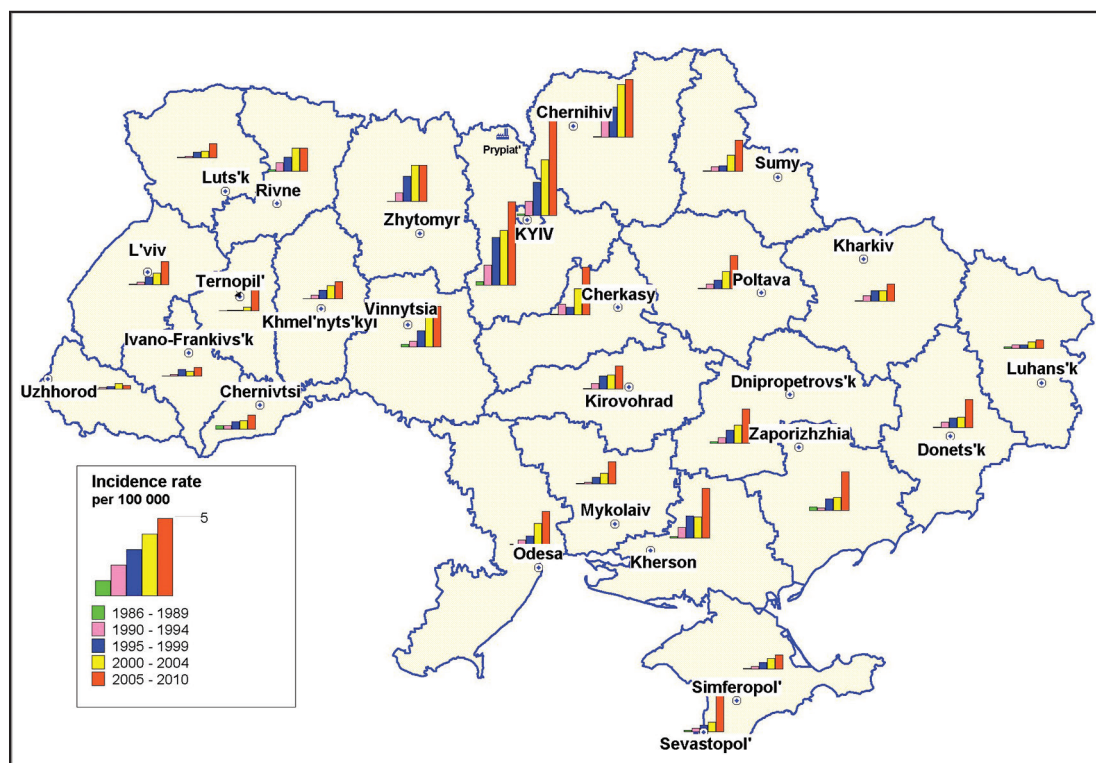 Chernihiv
Prypiat'
Sumy
Luts'k
Rivne
Zhytomyr
KYIV
Kharkiv
L'viv
Ternopil'
Khmel'nyts'kyi
Vinnytsia
Cherkasy
Poltava
Ivano-Frankivs'k
Uzhhorod
Chernivtsi
Kirovohrad
Dnipropetrovs'k
Luhans'k
Zaporizhzhia
Donets'k
Mykolaiv
Odesa
Kherson
Simferopol'
Sevastopol'
Incidence rate
per 100 000
5
1986 - 1989
1990 - 1994
1995 - 1999
2000 - 2004
2005 - 2010